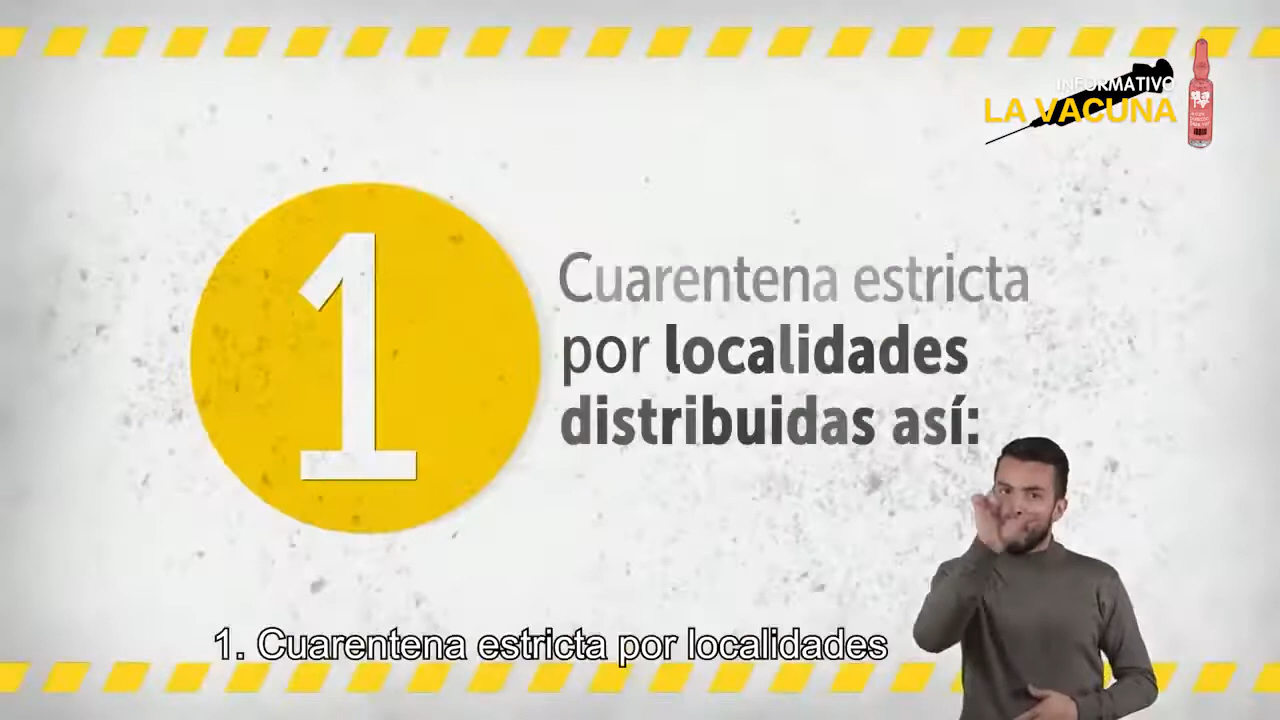 INFORMATIVO
LA VACUNA
1
Cuarentena estricta
por localidades
distribuidas así:
1. Cuarentena estricta por localidades